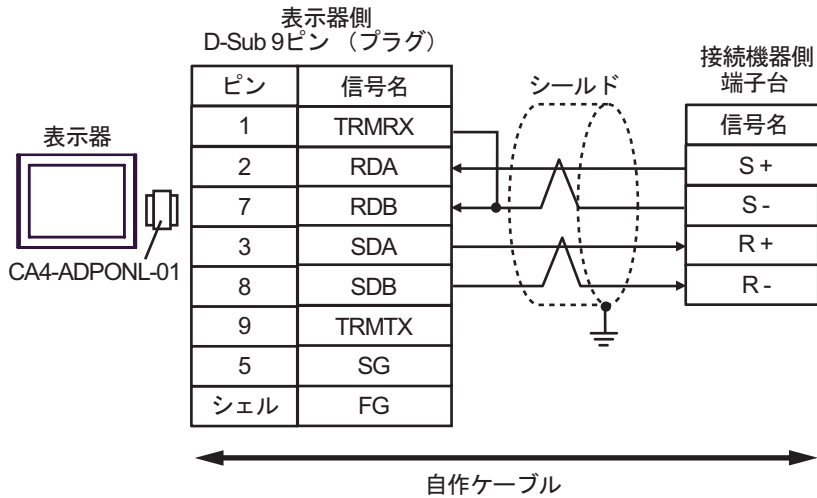 表示器側
D-Sub 9ピン （プラグ）
接続機器側
端子台
ピン 信号名
シールド
信号名
1 TRMRX
表示器
2 RDA
S +
7 RDB
S -
3 SDA
R +
CA4-ADPONL-01
8 SDB
R -
9 TRMTX
5 SG
シェル FG
自作ケーブル